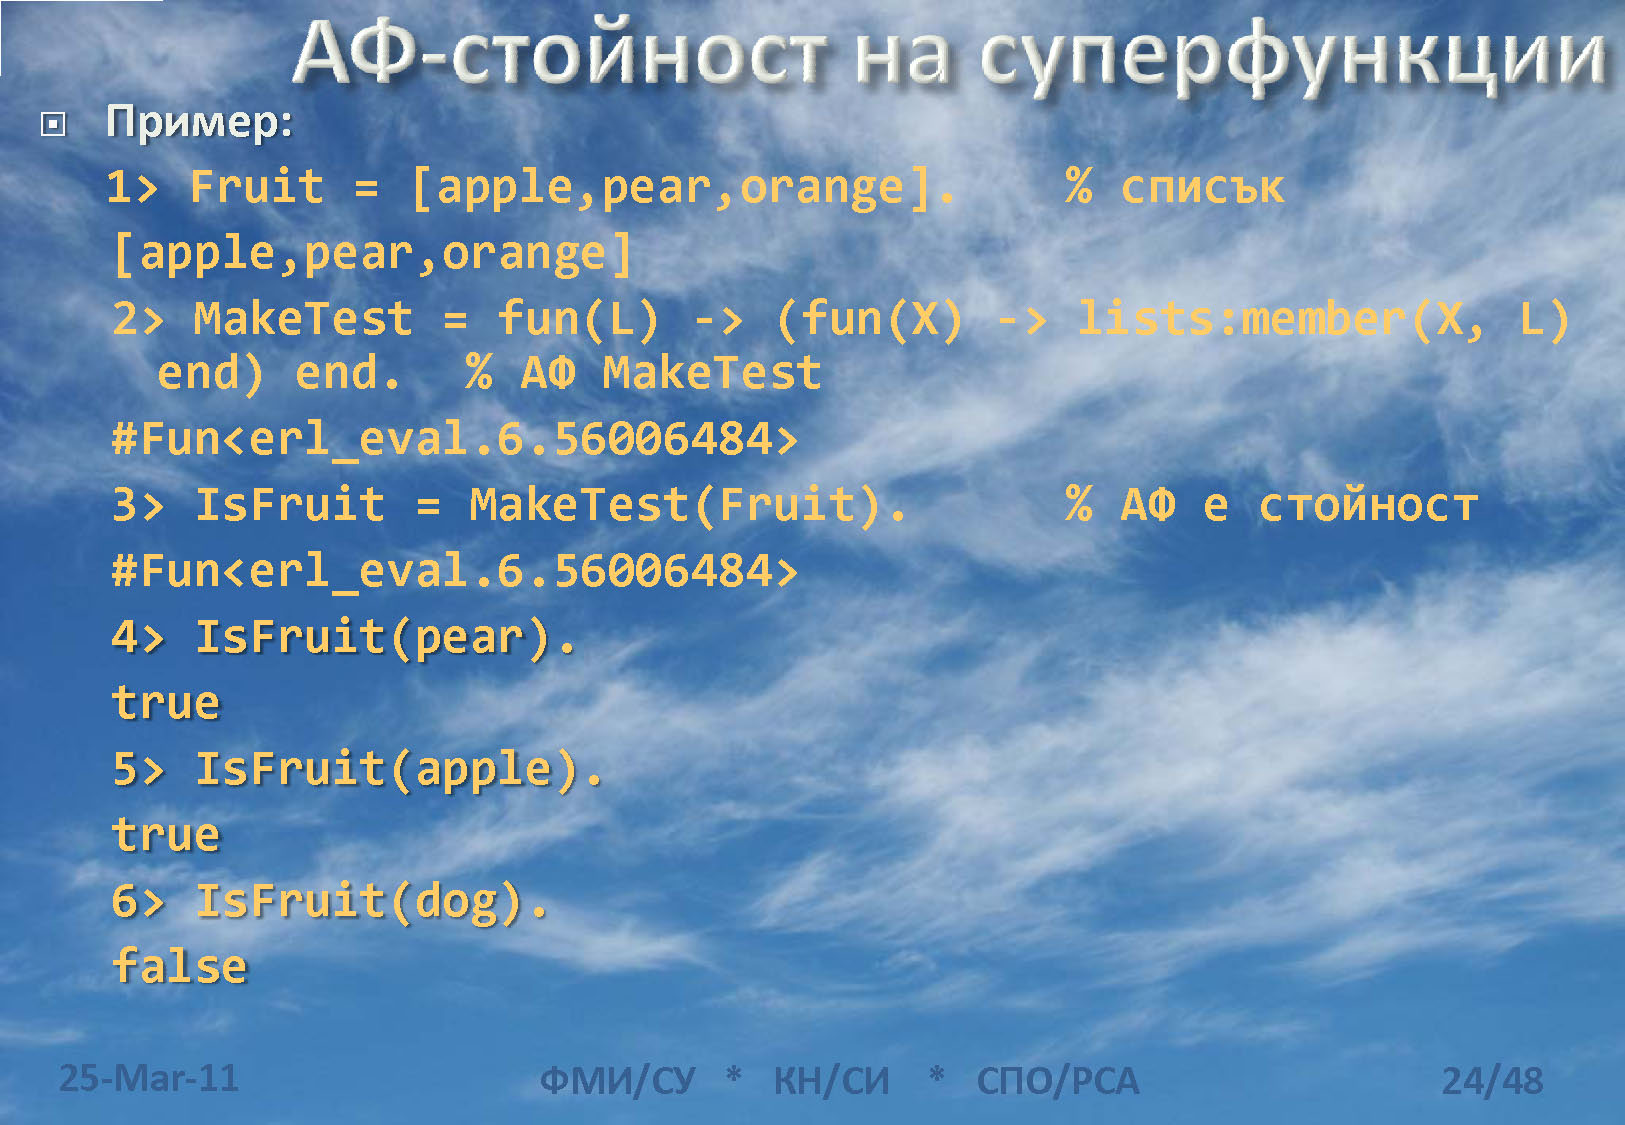 АФ-стойност на суперфункции
Пример:
1> Fruit = [apple,pear,orange]. % списък
[apple,pear,orange]
2> MakeTest = fun(L) -> (fun(X) -> lists:member(X, L)
end) end. % АФ MakeTest
#Fun<erl_eval.6.56006484>
3> IsFruit = MakeTest(Fruit). % АФ е стойност
#Fun<erl_eval.6.56006484>
4> IsFruit(pear).
true
5> IsFruit(apple).
true
6> IsFruit(dog).
false
25-Mar-11 ФМИ/СУ * КН/СИ * СПО/РСА 24/48